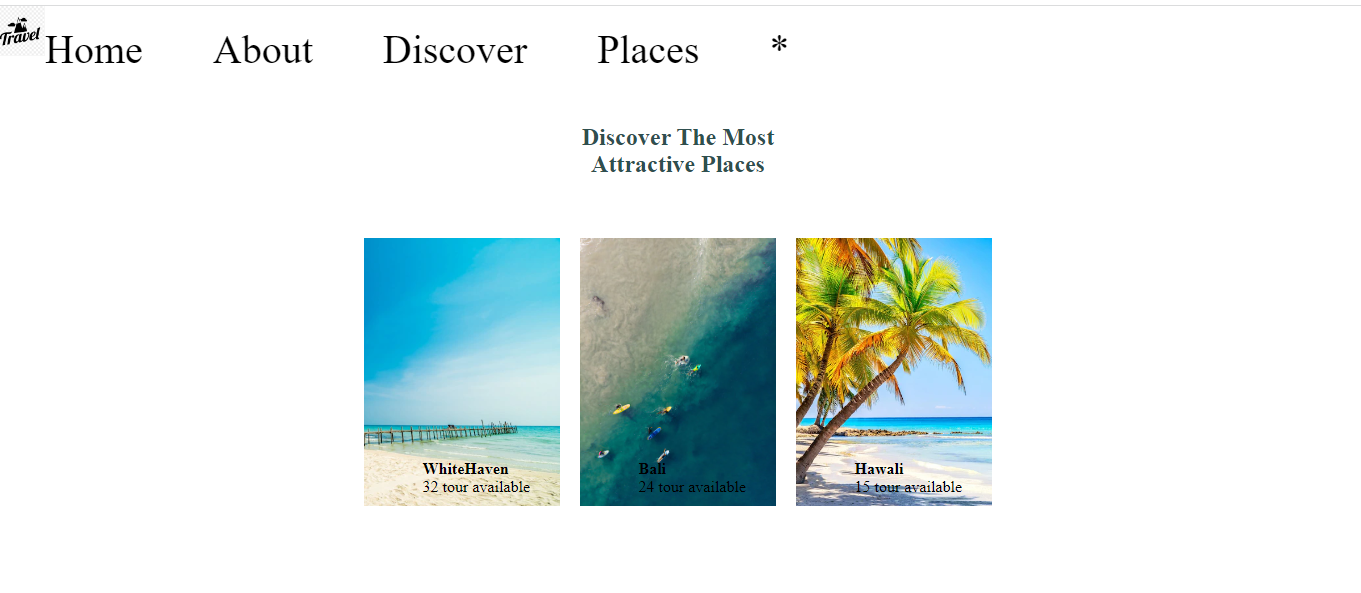 Travel
Home About Discover Places *
Discover The Most
Attractive Places
WhiteHaven
32 tour available
Bali
24 tour available
Hawali
15 tour available